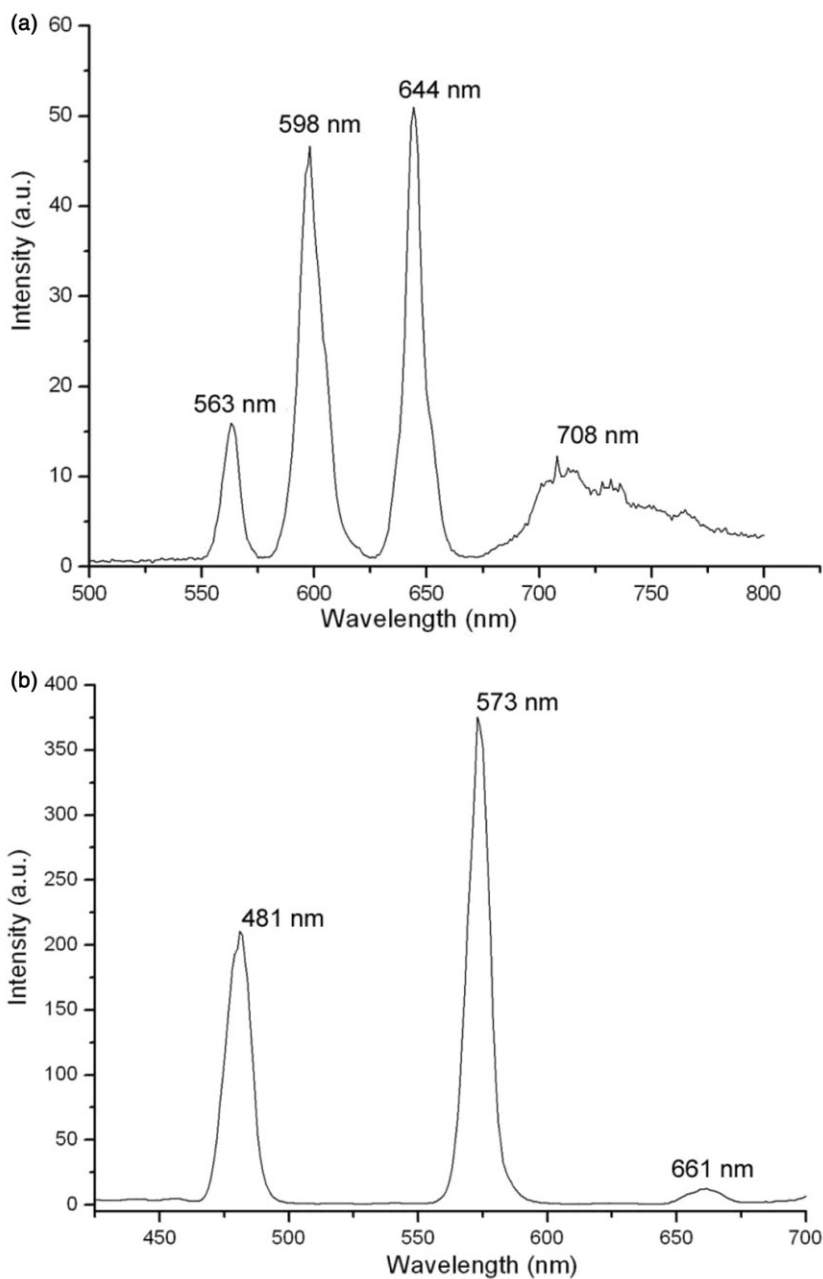 (a)
60
50
40
30
20
10
0
644 nm
598 nm
563 nm
708 nm
Intensity (a.u.)
500 550 600 650 700 750 800
Wavelength (nm)
(b)
400
350
300
250
200
150
100
50
0
573 nm
481 nm
661 nm
Intensity (a.u.)
450 500 550 600 650 700
Wavelength (nm)